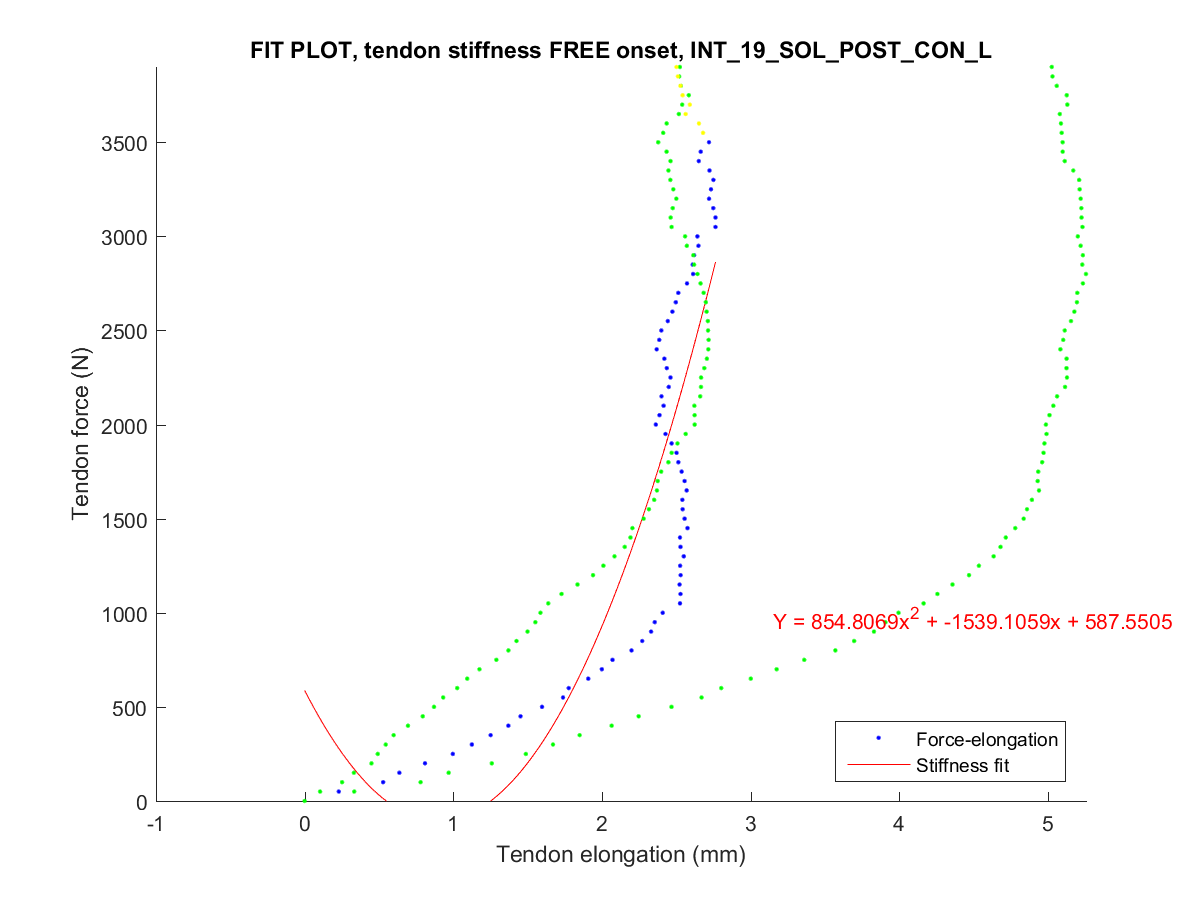 FIT PLOT, tendon stiffness FREE onset, INT_19_SOL_POST_CON_L
3500
3000
2500
2000
1500
1000
500
0
Tendon force (N)
Y = 854.8069x² + -1539.1059x + 587.5505
Force-elongation
Stiffness fit
-1 0 1 2 3 4 5
Tendon elongation (mm)